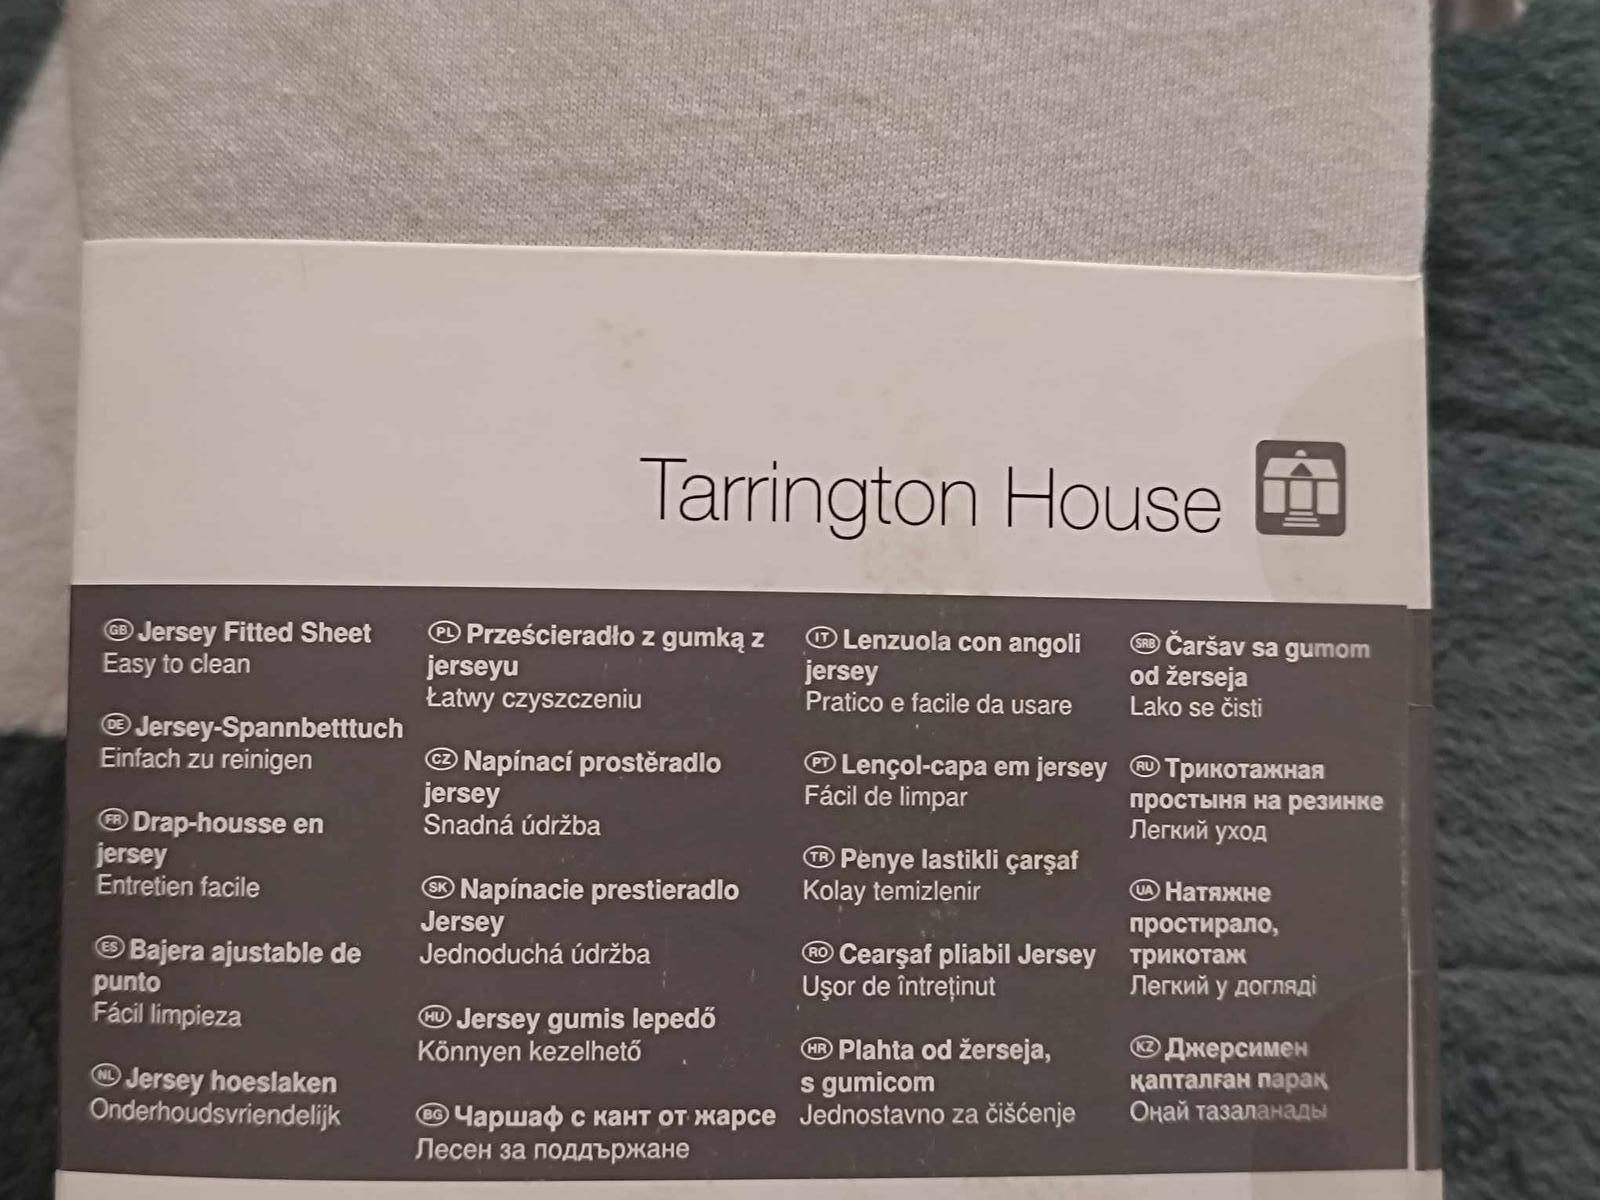 Tarrington House
GB Jersey Fitted Sheet
Easy to clean
DE Jersey-Spannbetttuch
Einfach zu reinigen
FR Drap-housse en
jersey
Entretien facile
ES Bajera ajustable de
punto
Fácil limpieza
NL Jersey hoeslaken
Onderhoudsvriendelijk
PL Prześcieradło z gumką z
jerseyu
Łatwy czyszczeniu
CZ Napínací prostěradlo
jersey
Snadná údržba
SK Napínacie prestieradlo
Jersey
Jednoduchá údržba
HU Jersey gumis lepedő
Könnyen kezelhető
BG Чаршаф с кант от жарсе
Лесен за поддържане
IT Lenzuola con angoli
jersey
Pratico e facile da usare
PT Lençol-capa em jersey
Fácil de limpar
TR Penye lastikli çarşaf
Kolay temizlenir
RO Cearşaf pliabil Jersey
Uşor de întreţinut
HR Plahta od žerseja,
s gumicom
Jednostavno za čišćenje
SRB Čaršav sa gumom
od žerseja
Lako se čisti
RU Трикотажная
простыня на резинке
Легкий уход
UA Натяжне
простирало,
трикотаж
Легкий у догляді
KZ Джерсимен
қапталған парақ
Оңай тазаланады